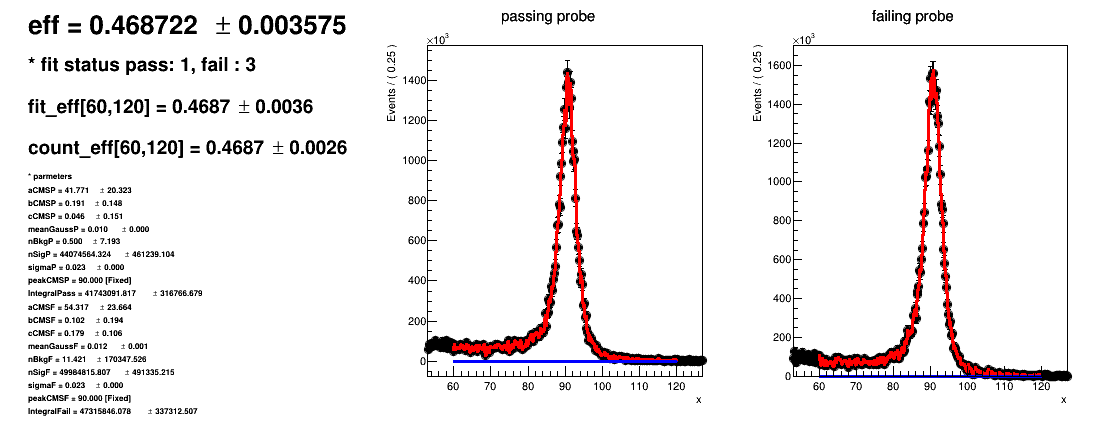 eff = 0.468722 ± 0.003575
* fit status pass: 1, fail : 3
fit_eff[60,120] = 0.4687 ± 0.0036
count_eff[60,120] = 0.4687 ± 0.0026
* parmeters
aCMSP = 41.771 ± 20.323
bCMSP = 0.191 ± 0.148
cCMSP = 0.046 ± 0.151
meanGaussP = 0.010 ± 0.000
nBkgP = 0.500 ± 7.193
nSigP = 44074564.324 ± 461239.104
sigmaP = 0.023 ± 0.000
peakCMSP = 90.000 [Fixed]
IntegralPass = 41743091.817 ± 316766.679
aCMSF = 54.317 ± 23.664
bCMSF = 0.102 ± 0.194
cCMSF = 0.179 ± 0.106
meanGaussF = 0.012 ± 0.001
nBkgF = 11.421 ± 170347.526
nSigF = 49984815.807 ± 491335.215
sigmaF = 0.023 ± 0.000
peakCMSF = 90.000 [Fixed]
IntegralFail = 47315846.078 ± 337312.507
passing probe
×10³
Events / ( 0.25 )
1400
1200
1000
800
600
400
200
0
60 70 80 90 100 110 120
x
failing probe
×10³
Events / ( 0.25 )
1600
1400
1200
1000
800
600
400
200
0
60 70 80 90 100 110 120
x